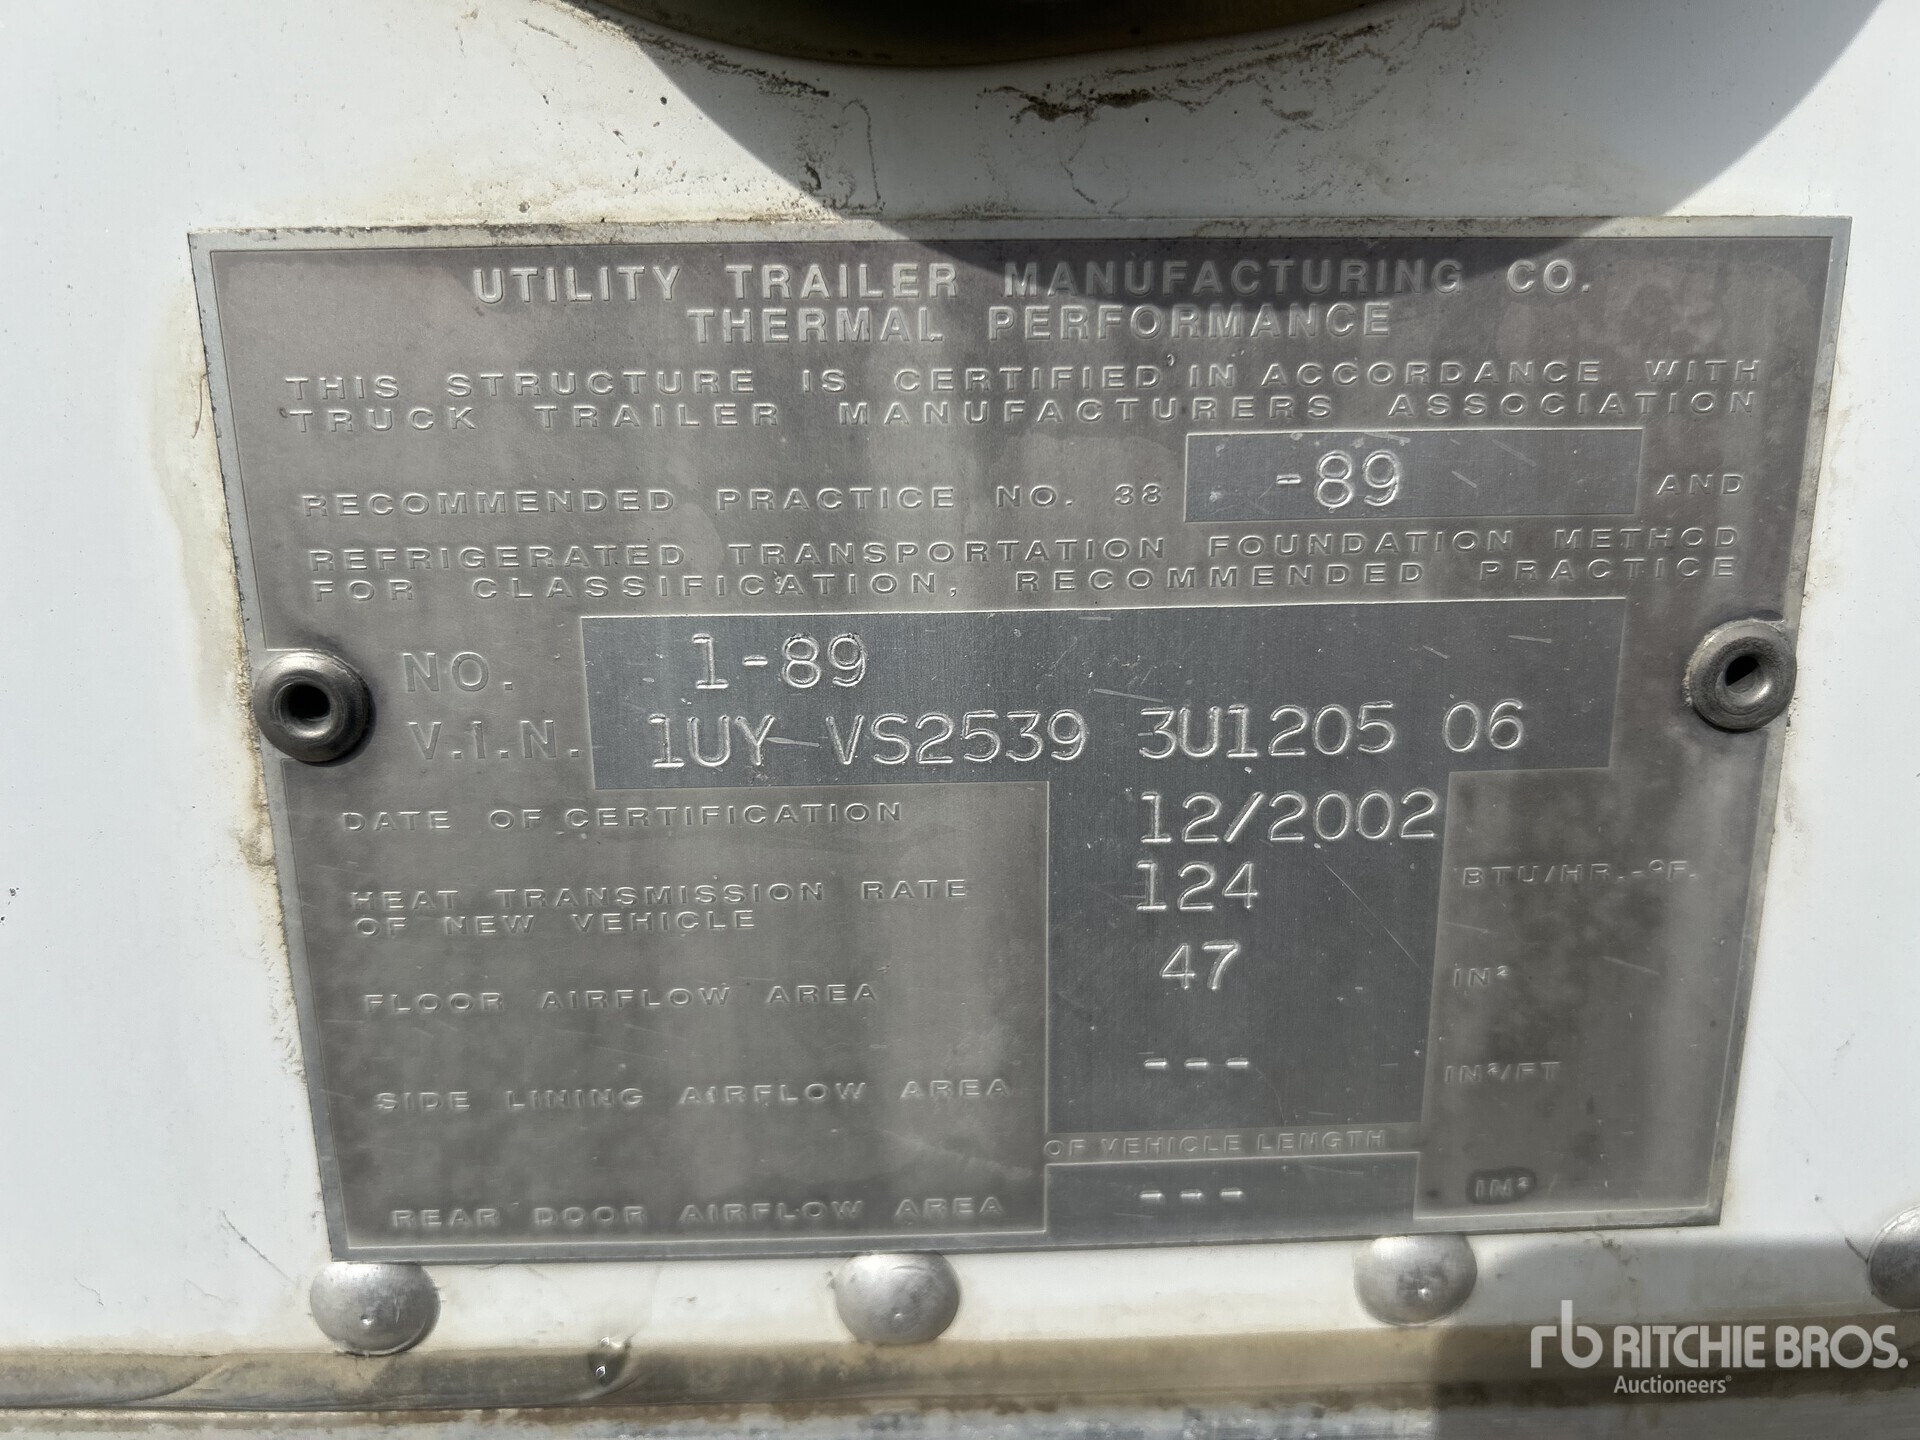 UTILITY TRAILER MANUFACTURING CO.
THERMAL PERFORMANCE
THIS STRUCTURE IS CERTIFIED IN ACCORDANCE WITH
TRUCK TRAILER MANUFACTURERS ASSOCIATION
RECOMMENDED PRACTICE NO. 38 -89 AND
REFRIGERATED TRANSPORTATION FOUNDATION METHOD
FOR CLASSIFICATION, RECOMMENDED PRACTICE
NO. 1-89
V.I.N. 1UY VS2539 3U1205 06
DATE OF CERTIFICATION 12/2002
HEAT TRANSMISSION RATE 124 BTU/HR.-°F.
OF NEW VEHICLE
FLOOR AIRFLOW AREA 47 IN²
SIDE LINING AIRFLOW AREA --- IN²/FT
OF VEHICLE LENGTH
REAR DOOR AIRFLOW AREA --- IN²
rb RITCHIE BROS.
Auctioneers